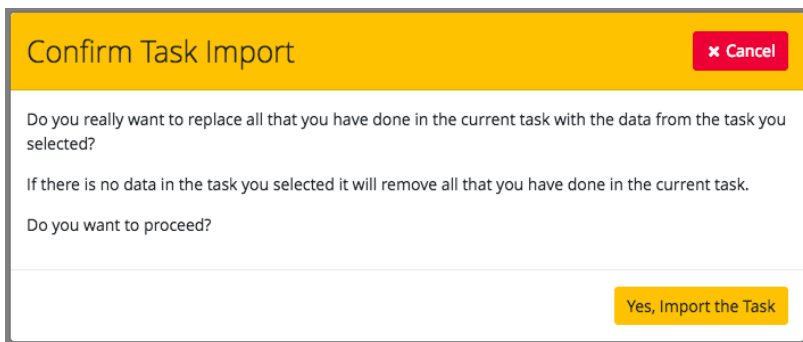 Confirm Task Import
× Cancel
Do you really want to replace all that you have done in the current task with the data from the task you
selected?
If there is no data in the task you selected it will remove all that you have done in the current task.
Do you want to proceed?
Yes, Import the Task